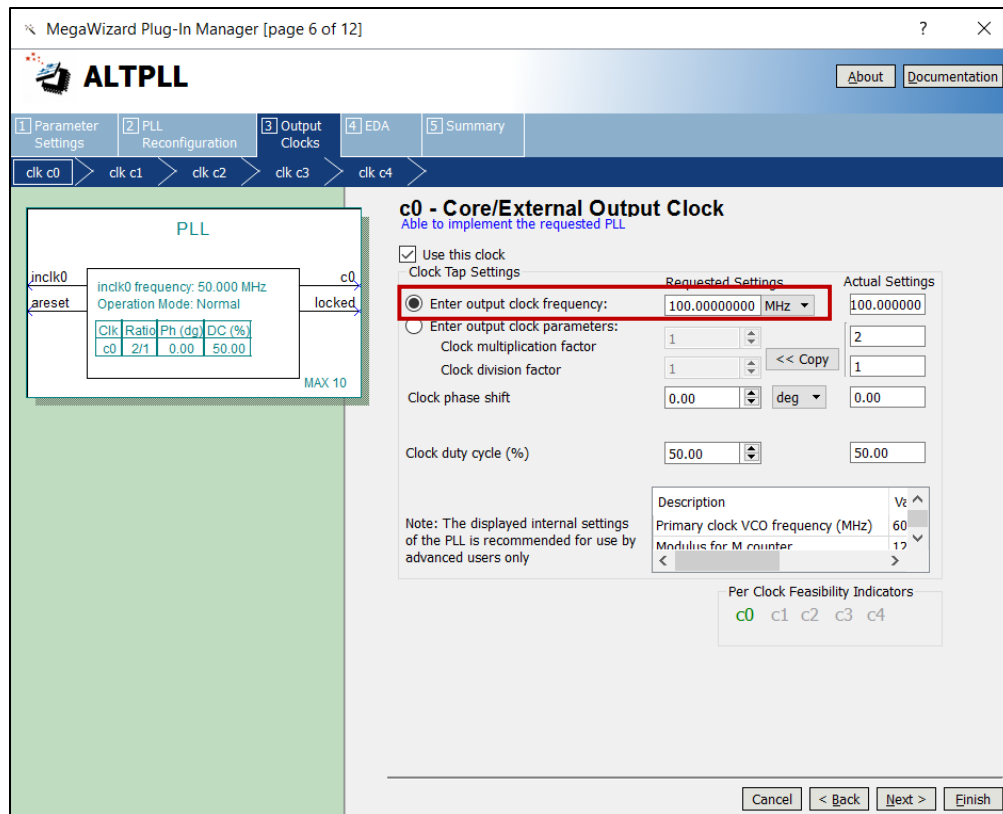 MegaWizard Plug-In Manager [page 6 of 12]
?
ALTPLL
About
Documentation
1 Parameter Settings
2 PLL Reconfiguration
3 Output Clocks
4 EDA
5 Summary
clk c0
clk c1
clk c2
clk c3
clk c4
PLL
inclk0
areset
c0
locked
inclk0 frequency: 50.000 MHz
Operation Mode: Normal
Clk Ratio Ph (dg) DC (%)
c0 2/1 0.00 50.00
MAX 10
c0 - Core/External Output Clock
Able to implement the requested PLL
Use this clock
Clock Tap Settings
Requested Settings
Actual Settings
Enter output clock frequency:
100.00000000 MHz
100.000000
Enter output clock parameters:
Clock multiplication factor
1
2
<< Copy
Clock division factor
1
1
Clock phase shift
0.00
deg
0.00
Clock duty cycle (%)
50.00
50.00
Note: The displayed internal settings
of the PLL is recommended for use by
advanced users only
Description
Primary clock VCO frequency (MHz) 60
Modulus for M counter 12
Per Clock Feasibility Indicators
c0 c1 c2 c3 c4
Cancel
< Back
Next >
Finish